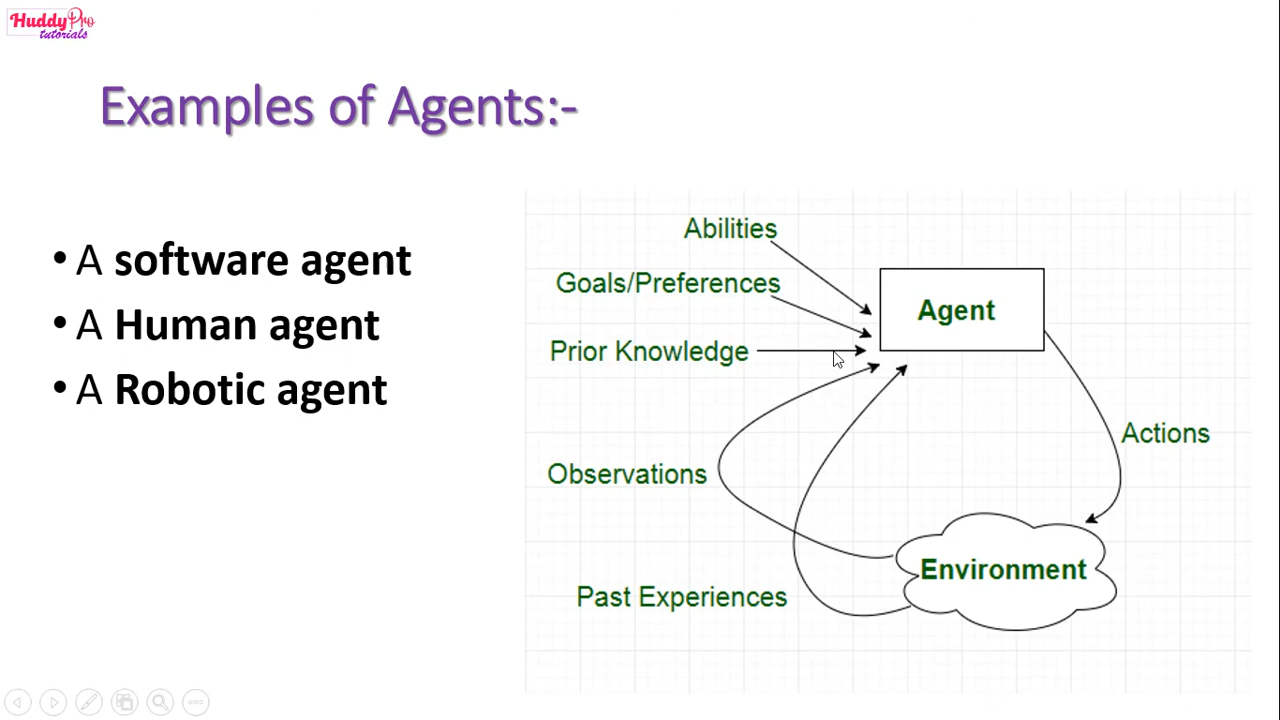 HuddyPro
tutorials
Examples of Agents:-
• A software agent
• A Human agent
• A Robotic agent
Abilities
Goals/Preferences
Prior Knowledge
Observations
Past Experiences
Agent
Actions
Environment